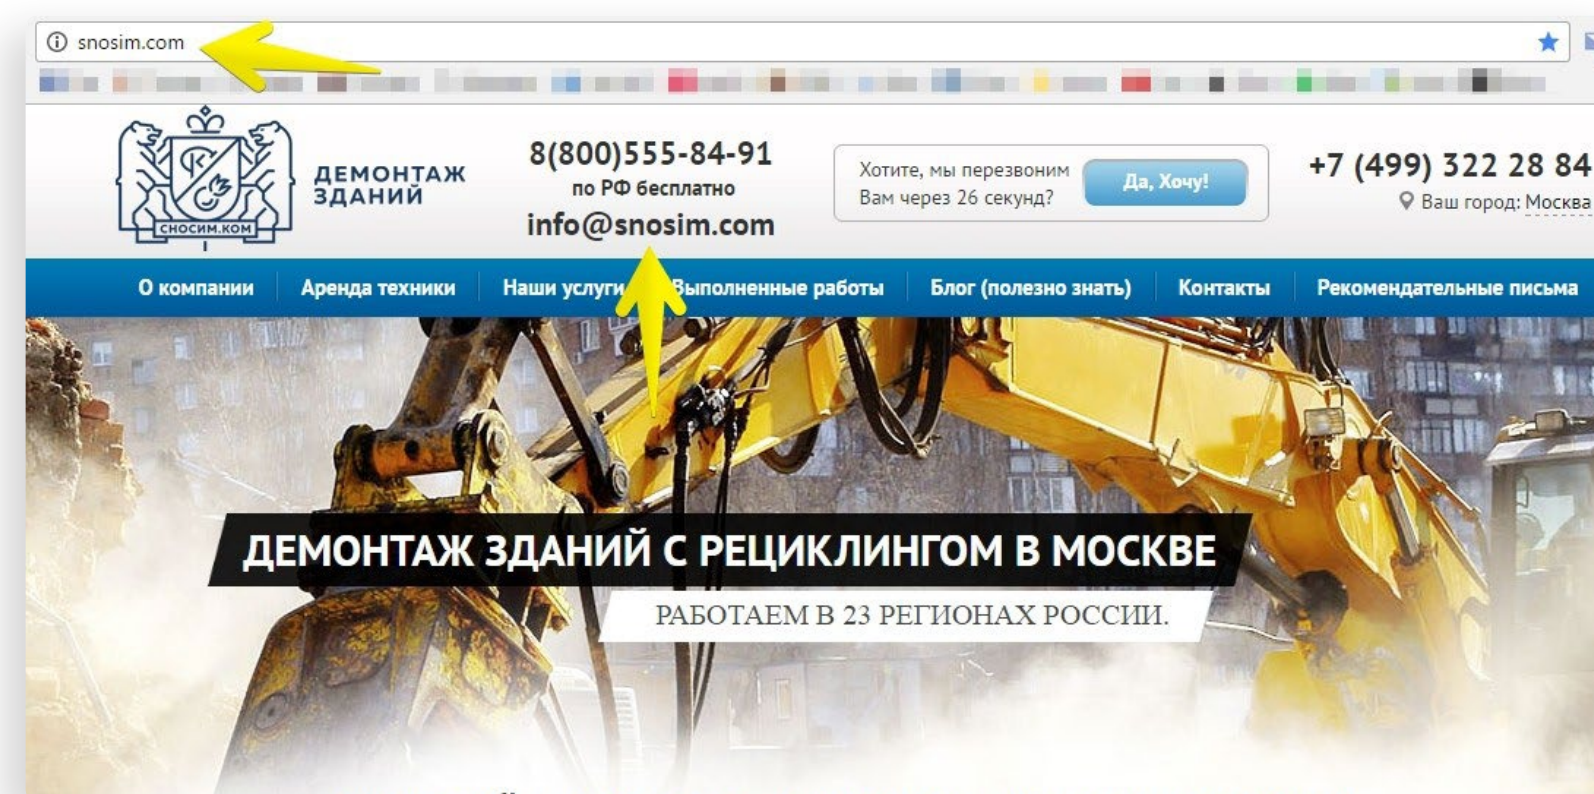 snosim.com
ДЕМОНТАЖ
ЗДАНИЙ
СНОСИМ.КОМ
8(800)555-84-91
по РФ бесплатно
info@snosim.com
Хотите, мы перезвоним
Вам через 26 секунд?
Да, Хочу!
+7 (499) 322 28 84
Ваш город: Москва
О компании Аренда техники Наши услуги Выполненные работы Блог (полезно знать) Контакты Рекомендательные письма
ДЕМОНТАЖ ЗДАНИЙ С РЕЦИКЛИНГОМ В МОСКВЕ
РАБОТАЕМ В 23 РЕГИОНАХ РОССИИ.